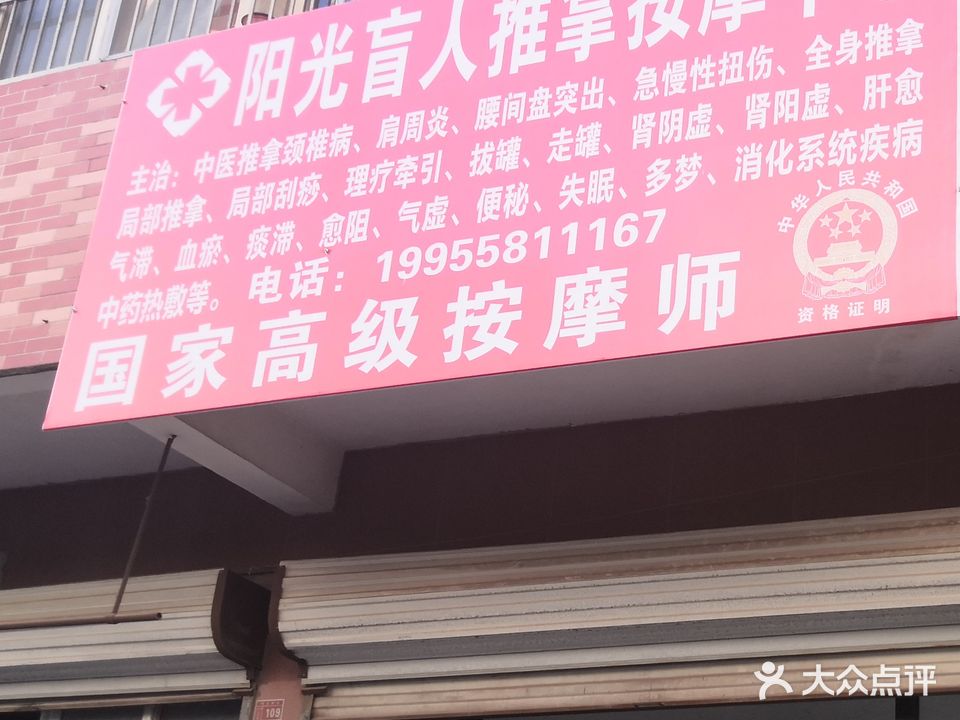 阳光盲人推拿按摩中
主治：中医推拿颈椎病、肩周炎、腰间盘突出、急慢性扭伤、全身推拿
局部推拿、局部刮痧、理疗牵引、拔罐、走罐、肾阴虚、肾阳虚、肝愈
气滞、血瘀、痰滞、愈阻、气虚、便秘、失眠、多梦、消化系统疾病
中药热敷等。 电话：19955811167
中华人民共和国
资格证明
国家高级按摩师
109
大众点评